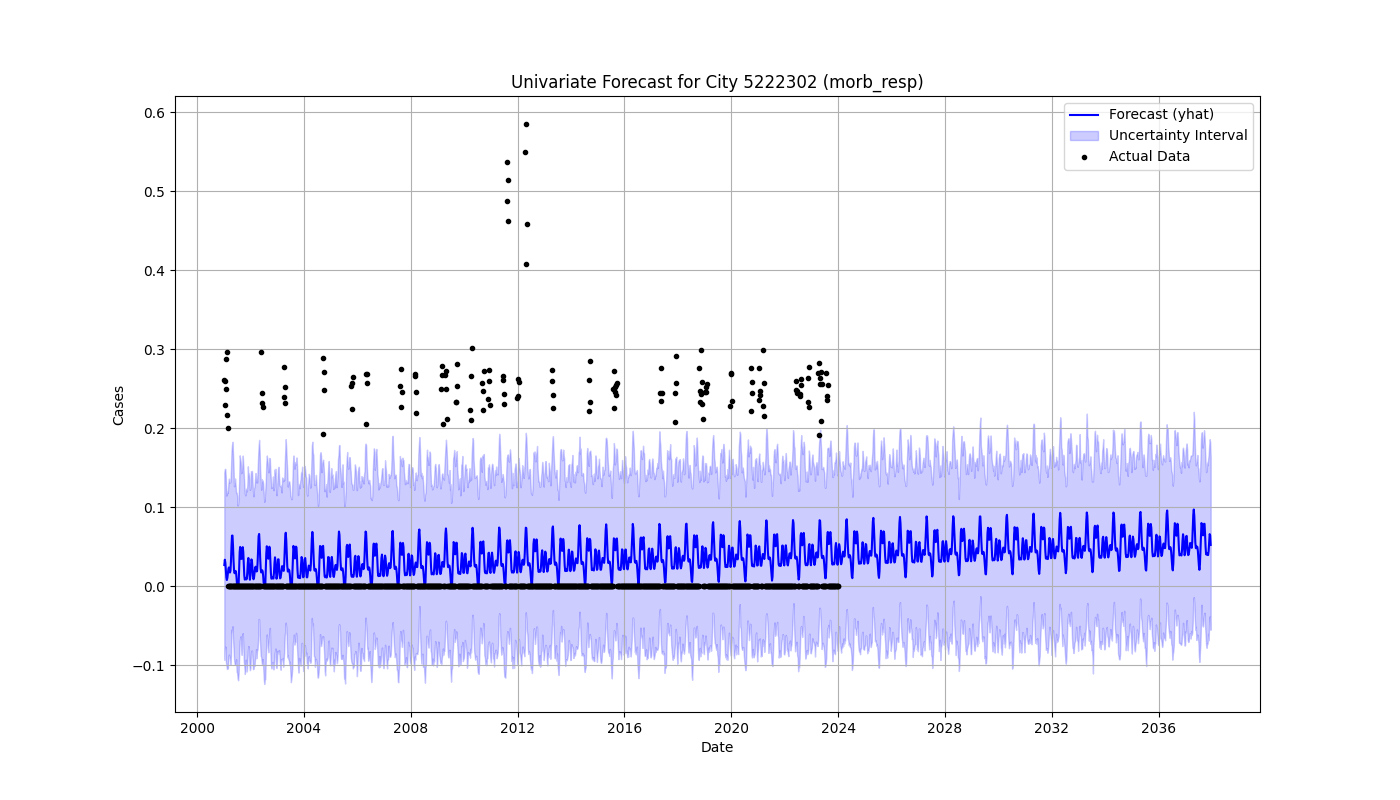 Univariate Forecast for City 5222302 (morb_resp)
Forecast (yhat)
Uncertainty Interval
Actual Data
Cases
0.6
0.5
0.4
0.3
0.2
0.1
0.0
−0.1
2000 2004 2008 2012 2016 2020 2024 2028 2032 2036
Date